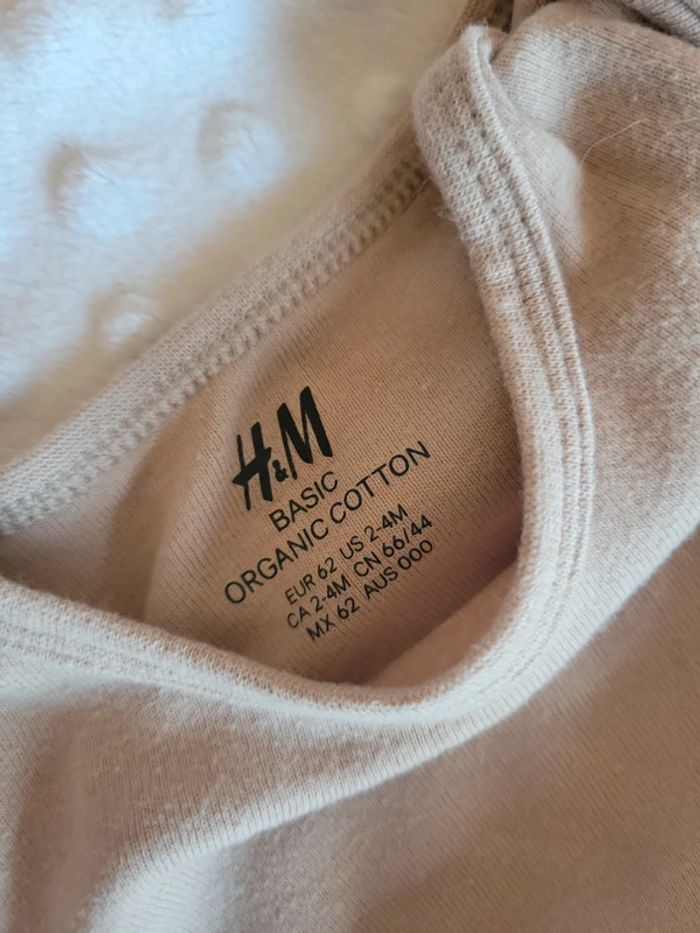 H&M
BASIC
ORGANIC COTTON
EUR 62 US 2-4M
CA 2-4M CN 66/44
MX 62 AUS 000